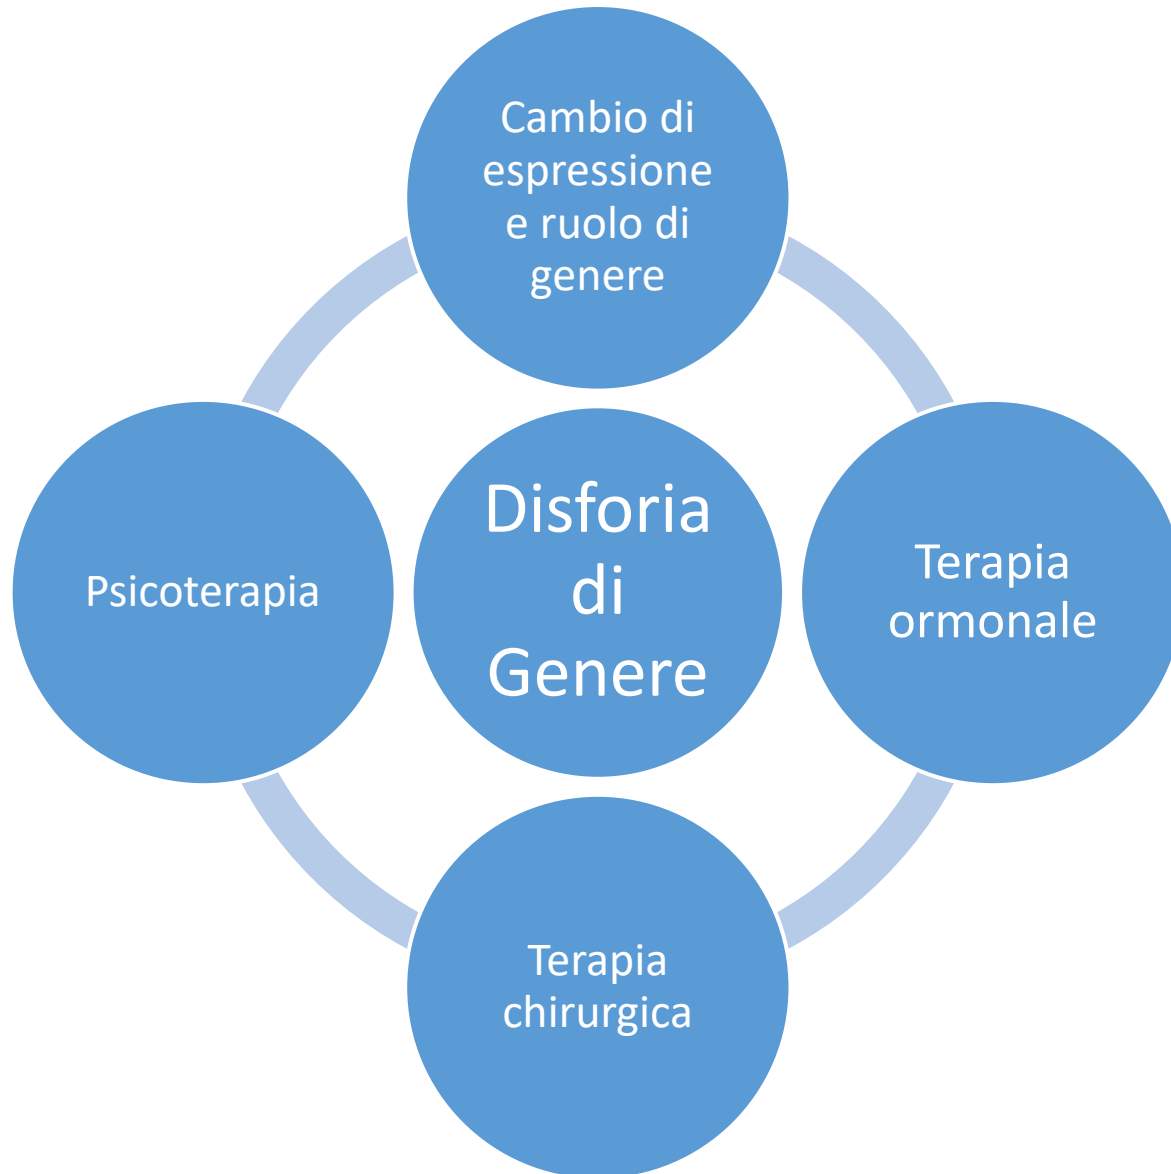 Cambio di
espressione
e ruolo di
genere
Psicoterapia
Disforia
di
Genere
Terapia
ormonale
Terapia
chirurgica